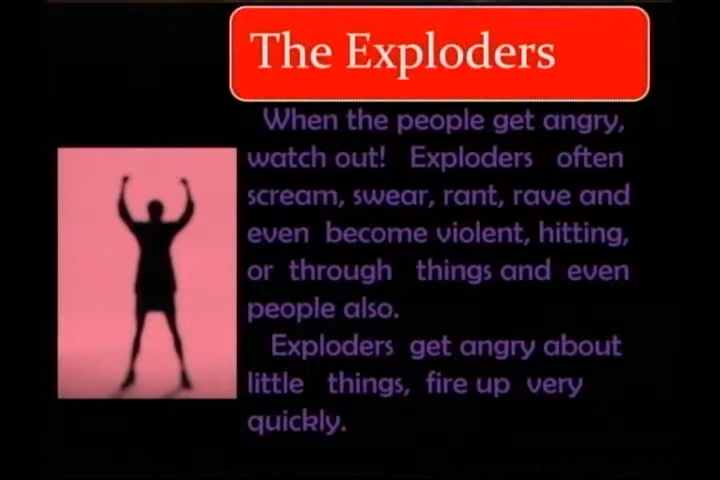 The Exploders
When the people get angry,
watch out! Exploders often
scream, swear, rant, rave and
even become violent, hitting,
or through things and even
people also.
Exploders get angry about
little things, fire up very
quickly.